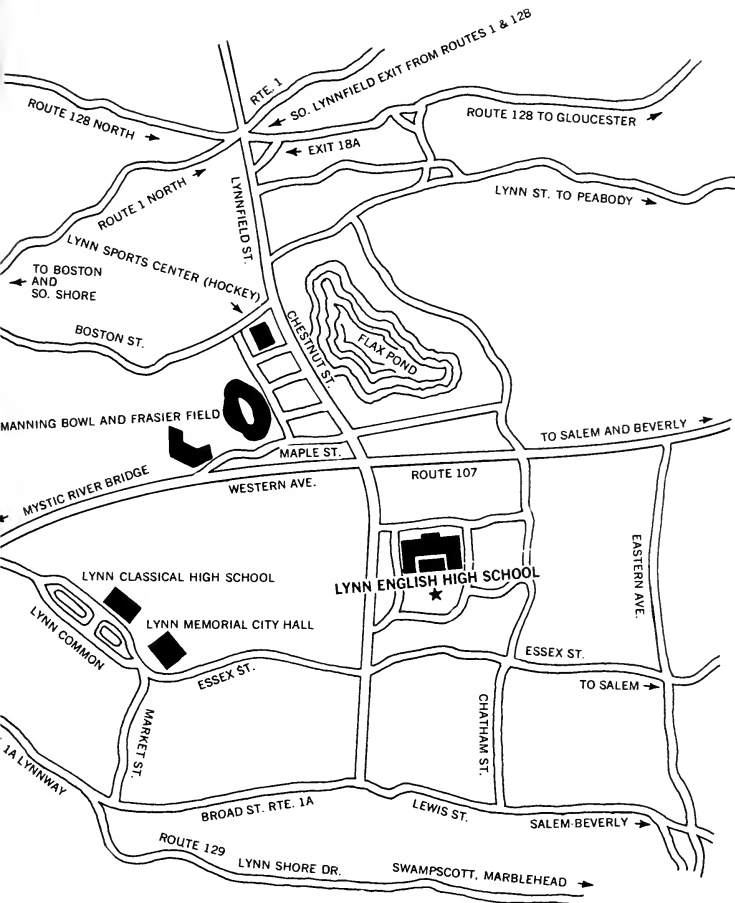 RTE. 1
SO. LYNNFIELD EXIT FROM ROUTES 1 & 128
ROUTE 128 NORTH
ROUTE 128 TO GLOUCESTER
EXIT 18A
ROUTE 1 NORTH
LYNNFIELD ST.
LYNN ST. TO PEABODY
LYNN SPORTS CENTER (HOCKEY)
TO BOSTON
AND
SO. SHORE
BOSTON ST.
CHESTNUT ST.
FLAX POND
MANNING BOWL AND FRASIER FIELD
TO SALEM AND BEVERLY
MAPLE ST.
MYSTIC RIVER BRIDGE
WESTERN AVE.
ROUTE 107
EASTERN AVE.
LYNN CLASSICAL HIGH SCHOOL
LYNN ENGLISH HIGH SCHOOL
LYNN COMMON
LYNN MEMORIAL CITY HALL
ESSEX ST.
ESSEX ST.
TO SALEM
MARKET ST.
CHATHAM ST.
1A LYNNWAY
BROAD ST. RTE. 1A
LEWIS ST.
SALEM-BEVERLY
ROUTE 129
LYNN SHORE DR.
SWAMPSCOTT, MARBLEHEAD